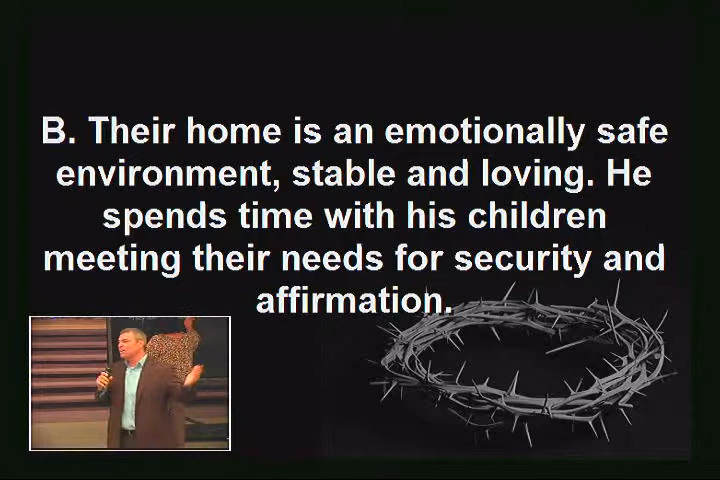 B. Their home is an emotionally safe
environment, stable and loving. He
spends time with his children
meeting their needs for security and
affirmation.